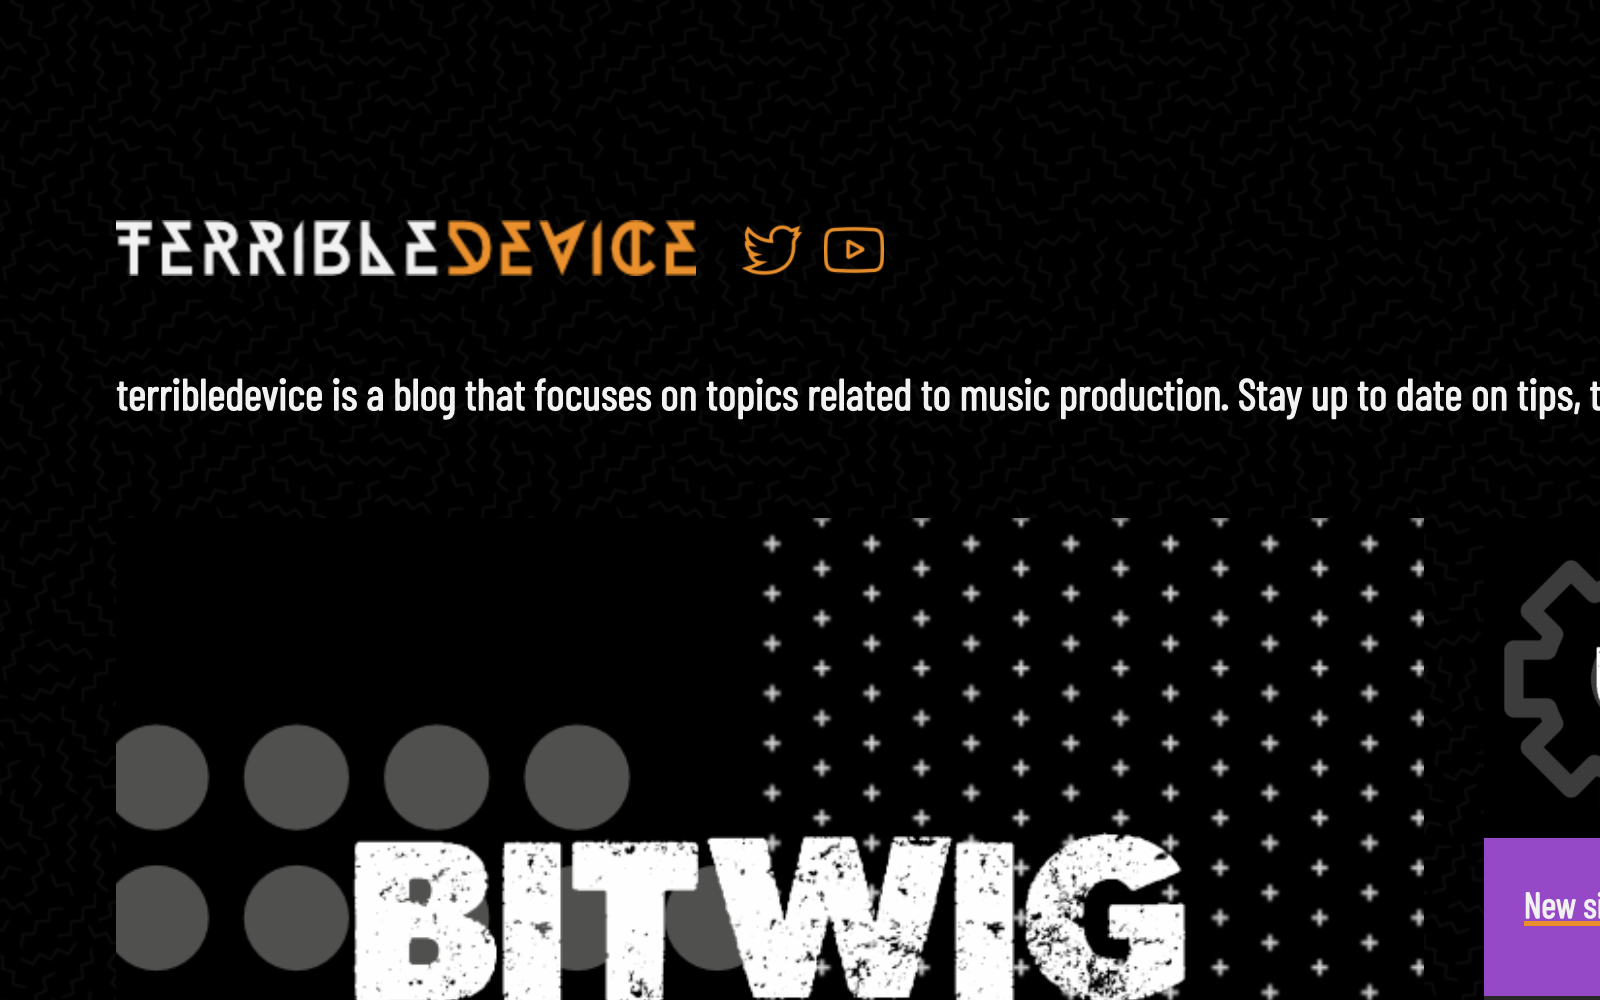 TERRIBLEDEVICE
terribledevice is a blog that focuses on topics related to music production. Stay up to date on tips,
BITWIG
New